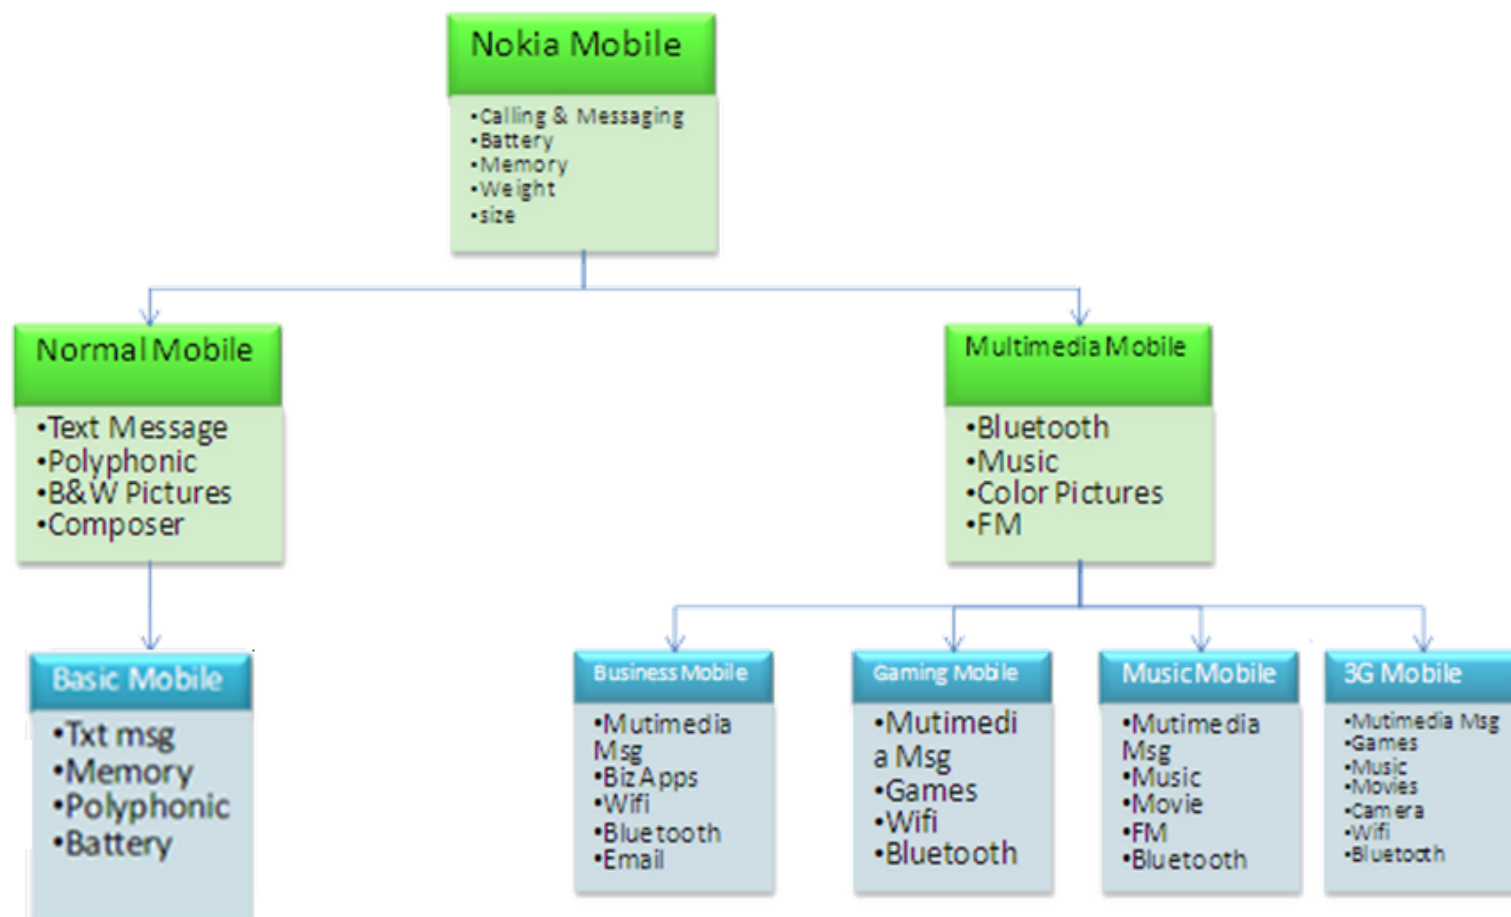 Nokia Mobile
•Calling & Messaging
•Battery
•Memory
•Weight
•size
Normal Mobile
•Text Message
•Polyphonic
•B&W Pictures
•Composer
Multimedia Mobile
•Bluetooth
•Music
•Color Pictures
•FM
Basic Mobile
•Txt msg
•Memory
•Polyphonic
•Battery
Business Mobile
•Mutimedia
Msg
•Biz Apps
•Wifi
•Bluetooth
•Email
Gaming Mobile
•Mutimedi
a Msg
•Games
•Wifi
•Bluetooth
Music Mobile
•Mutimedia
Msg
•Music
•Movie
•FM
•Bluetooth
3G Mobile
•Mutimedia Msg
•Games
•Music
•Movies
•Camera
•Wifi
•Bluetooth